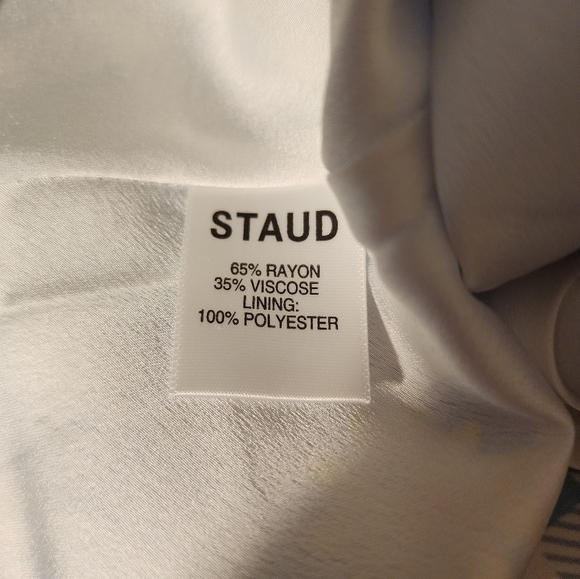 STAUD
65% RAYON
35% VISCOSE
LINING:
100% POLYESTER